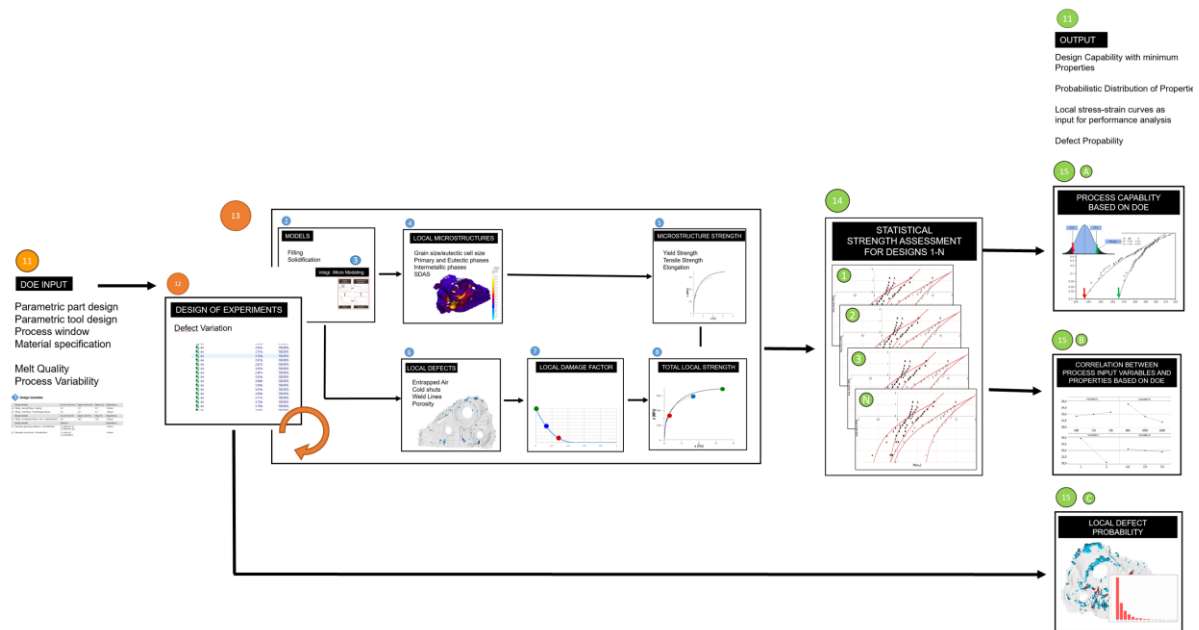 11
OUTPUT
Design Capability with minimum
Properties
Probabilistic Distribution of Propertie
Local stress-strain curves as
input for performance analysis
Defect Propability
15
A
PROCESS CAPABLITY
BASED ON DOE
13
2
MODELS
Filling
Solidification
3
Integr. Micro Modeling
4
LOCAL MICROSTRUCTURES
Grain size/eutectic cell size
Primary and Eutectic phases
Intermetallic phases
SDAS
5
MICROSTRUCTURE STRENGTH
Yield Strength
Tensile Strength
Elongation
14
STATISTICAL
STRENGTH ASSESSMENT
FOR DESIGNS 1-N
1
2
3
N
11
DOE INPUT
Parametric part design
Parametric tool design
Process window
Material specification
Melt Quality
Process Variability
12
DESIGN OF EXPERIMENTS
Defect Variation
6
LOCAL DEFECTS
Entrapped Air
Cold shuts
Weld Lines
Porosity
7
LOCAL DAMAGE FACTOR
8
TOTAL LOCAL STRENGTH
15
B
CORRELATION BETWEEN
PROCESS INPUT VARIABLES AND
PROPERTIES BASED ON DOE
15
C
LOCAL DEFECT
PROBABILITY